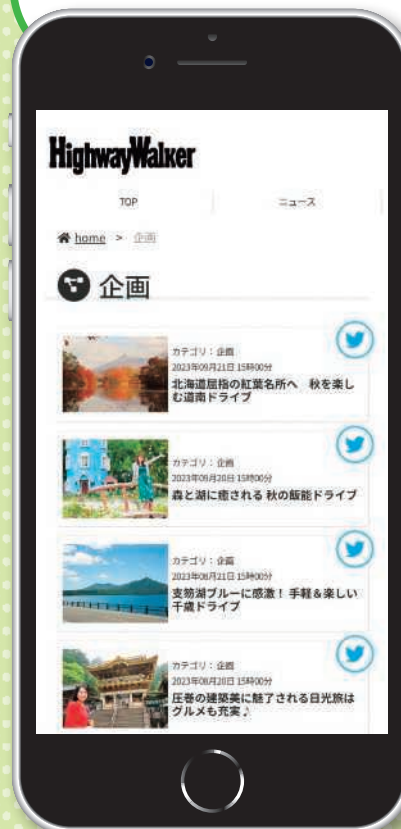 HighwayWalker
TOP ニュース
home > 企画
企画
カテゴリ：企画
2023年09月21日 15時00分
北海道屈指の紅葉名所へ　秋を楽し
む道南ドライブ
カテゴリ：企画
2023年09月20日 15時00分
森と湖に癒される 秋の飯能ドライブ
カテゴリ：企画
2023年08月21日 15時00分
支笏湖ブルーに感激！ 手軽＆楽しい
千歳ドライブ
カテゴリ：企画
2023年08月20日 15時00分
圧巻の建築美に魅了される日光旅は
グルメも充実♪